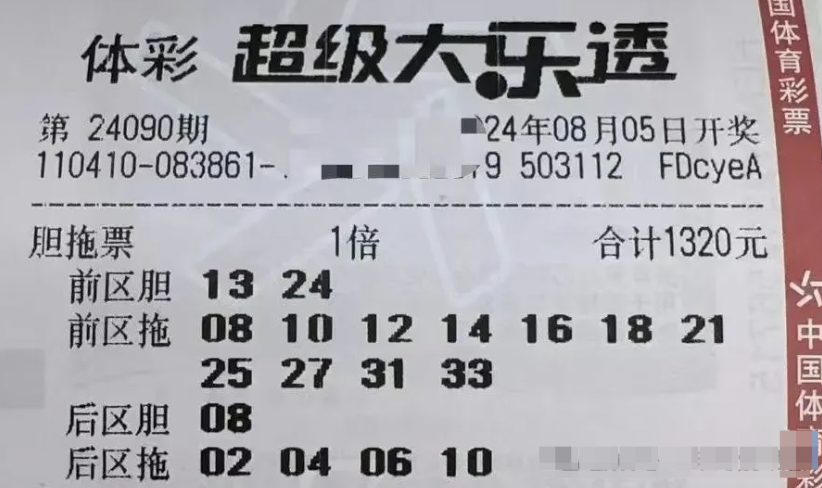 体彩 超级大乐透
第 24090期 24年08月05日开奖
110410-083861- 9 503112 FDcyeA
胆拖票 1倍 合计1320元
前区胆 13 24
前区拖 08 10 12 14 16 18 21
25 27 31 33
后区胆 08
后区拖 02 04 06 10
国体育彩票
中国体育